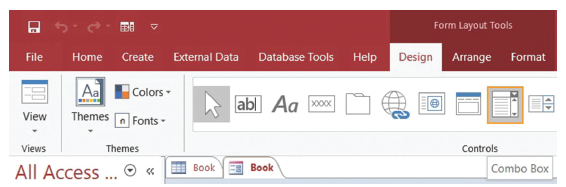 Form Layout Tools
File Home Create External Data Database Tools Help Design Arrange Format
View
Views
Aa
Themes
Colors
Fonts
Themes
ab
Aa
XXXX
Controls
All Access ...
Book
Book
Combo Box